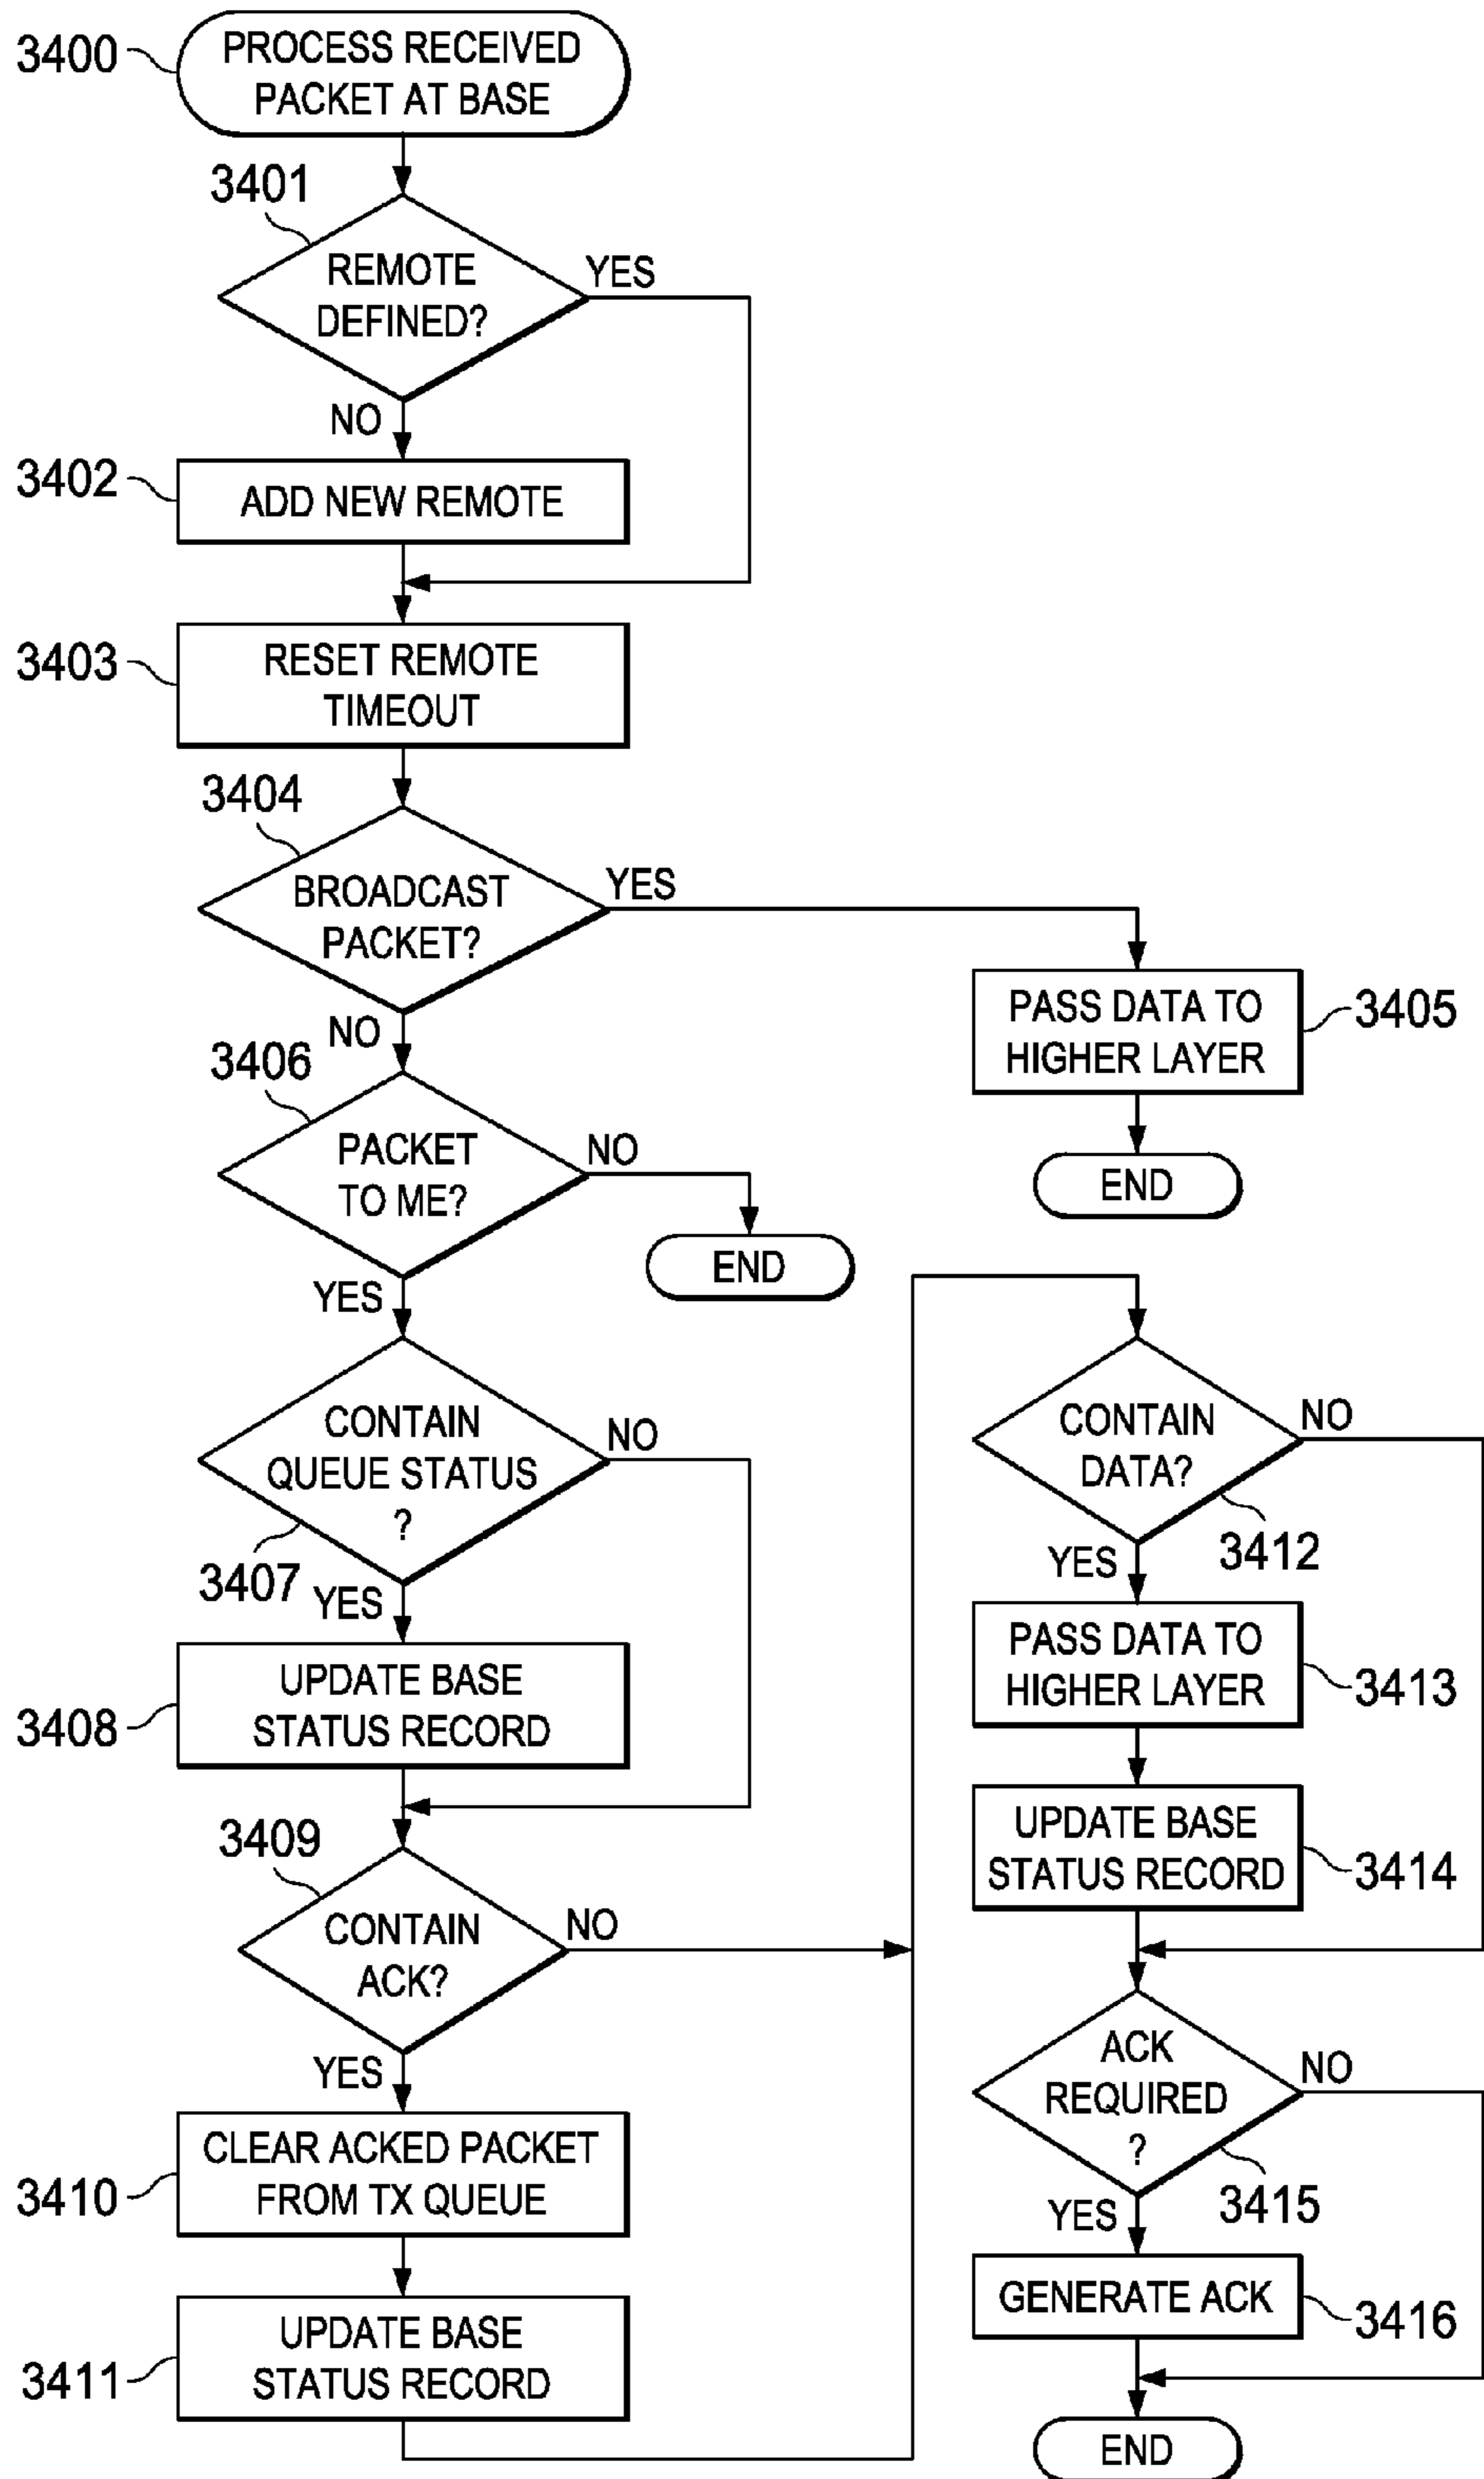 3400
PROCESS RECEIVED
PACKET AT BASE
3401
REMOTE
DEFINED?
YES
NO
3402
ADD NEW REMOTE
3403
RESET REMOTE
TIMEOUT
3404
BROADCAST
PACKET?
YES
NO
PASS DATA TO
HIGHER LAYER
3405
END
3406
PACKET
TO ME?
NO
END
YES
CONTAIN
QUEUE STATUS
?
NO
3407
YES
3408
UPDATE BASE
STATUS RECORD
3409
CONTAIN
ACK?
NO
YES
3410
CLEAR ACKED PACKET
FROM TX QUEUE
3411
UPDATE BASE
STATUS RECORD
CONTAIN
DATA?
NO
3412
YES
PASS DATA TO
HIGHER LAYER
3413
UPDATE BASE
STATUS RECORD
3414
ACK
REQUIRED
?
NO
3415
YES
GENERATE ACK
3416
END